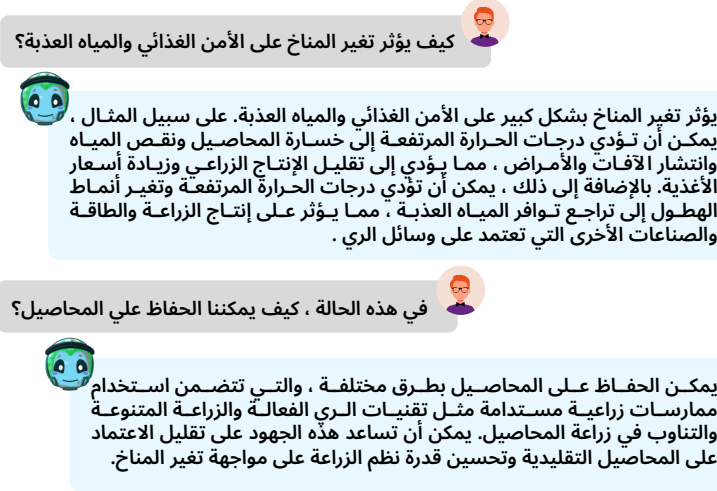 كيف يؤثر تغير المناخ على الأمن الغذائي والمياه العذبة؟
يؤثر تغير المناخ بشكل كبير على الأمن الغذائي والمياه العذبة. على سبيل المثال ،
يمكن أن تؤدي درجات الحرارة المرتفعة إلى خسارة المحاصيل ونقص المياه
وانتشار الآفات والأمراض ، مما يؤدي إلى تقليل الإنتاج الزراعي وزيادة أسعار
الأغذية. بالإضافة إلى ذلك ، يمكن أن تؤدي درجات الحرارة المرتفعة وتغير أنماط
الهطول إلى تراجع توافر المياه العذبة ، مما يؤثر على إنتاج الزراعة والطاقة
والصناعات الأخرى التي تعتمد على وسائل الري .
في هذه الحالة ، كيف يمكننا الحفاظ علي المحاصيل؟
يمكن الحفاظ على المحاصيل بطرق مختلفة ، والتي تتضمن استخدام
ممارسات زراعية مستدامة مثل تقنيات الري الفعالة والزراعة المتنوعة
والتناوب في زراعة المحاصيل. يمكن أن تساعد هذه الجهود على تقليل الاعتماد
على المحاصيل التقليدية وتحسين قدرة نظم الزراعة على مواجهة تغير المناخ.